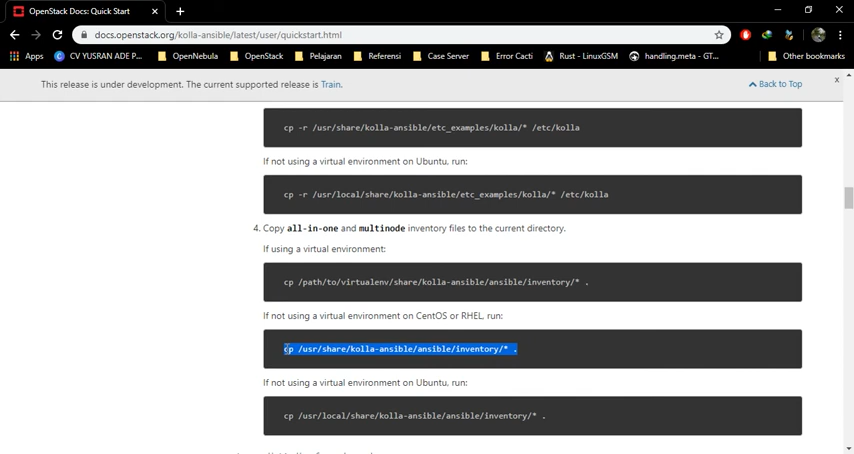 OpenStack Docs: Quick Start
docs.openstack.org/kolla-ansible/latest/user/quickstart.html
Apps
CV YUSRAN ADE P...
OpenNebula
OpenStack
Pelajaran
Referensi
Case Server
Error Cacti
Rust - LinuxGSM
handling.meta - GT...
Other bookmarks
This release is under development. The current supported release is Train.
Back to Top
x
cp -r /usr/share/kolla-ansible/etc_examples/kolla/* /etc/kolla
If not using a virtual environment on Ubuntu, run:
cp -r /usr/local/share/kolla-ansible/etc_examples/kolla/* /etc/kolla
4. Copy all-in-one and multinode inventory files to the current directory.
If using a virtual environment:
cp /path/to/virtualenv/share/kolla-ansible/ansible/inventory/* .
If not using a virtual environment on CentOS or RHEL, run:
cp /usr/share/kolla-ansible/ansible/inventory/* .
If not using a virtual environment on Ubuntu, run:
cp /usr/local/share/kolla-ansible/ansible/inventory/* .